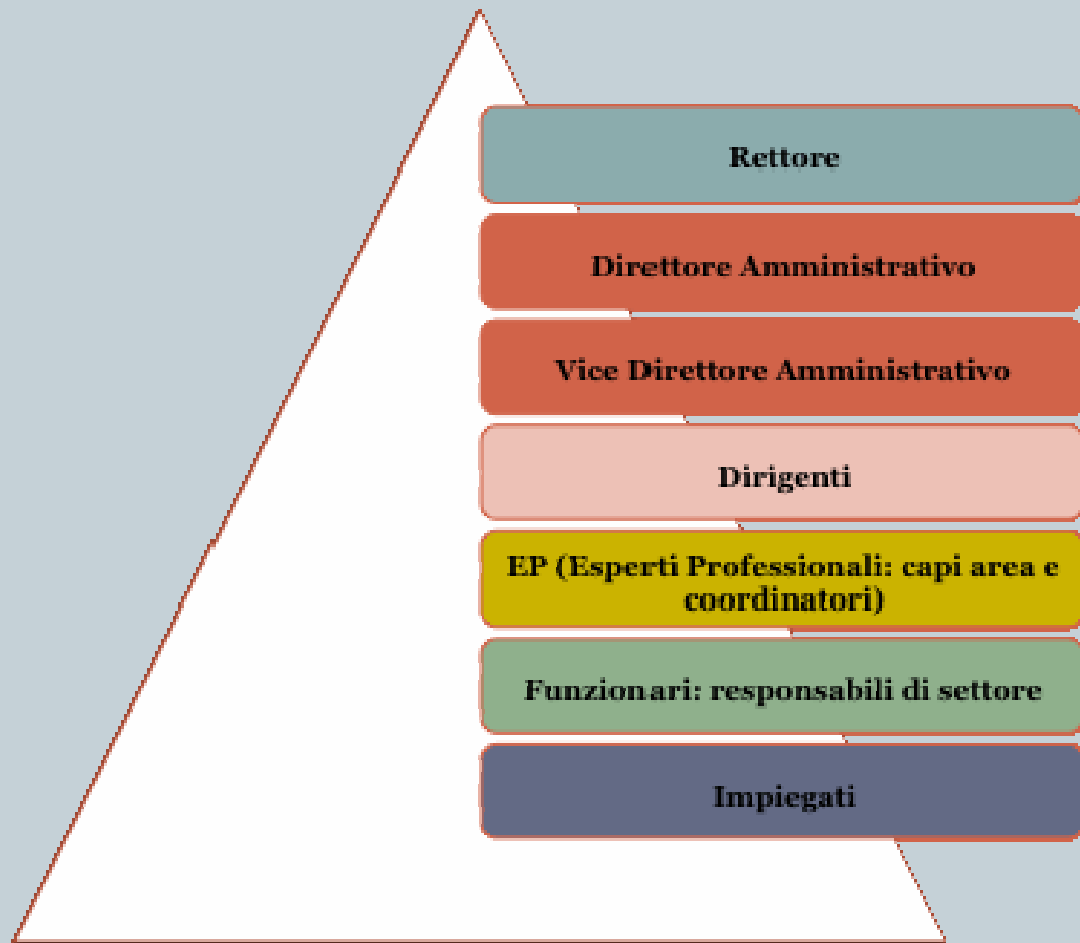 Rettore
Direttore Amministrativo
Vice Direttore Amministrativo
Dirigenti
EP (Esperti Professionali: capi area e
coordinatori)
Funzionari: responsabili di settore
Impiegati